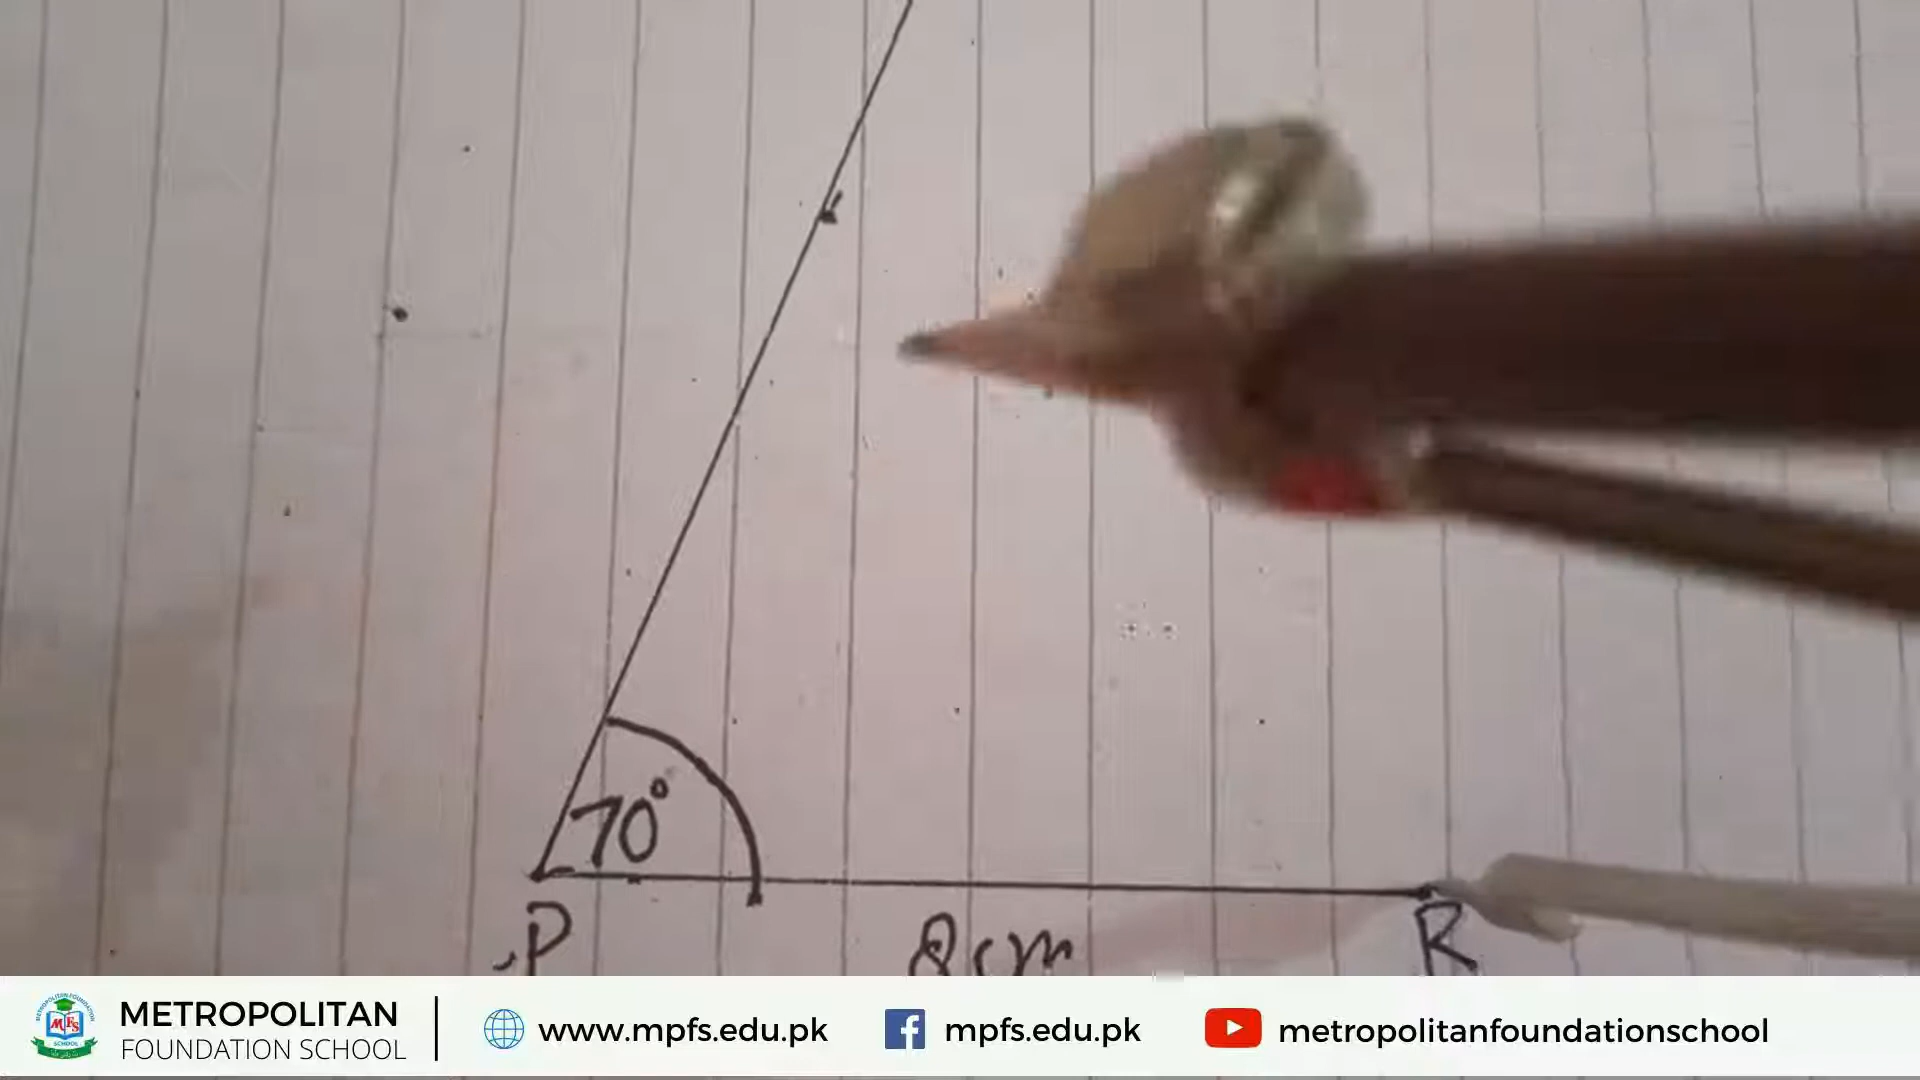 70°
P
8cm
R
METROPOLITAN
FOUNDATION SCHOOL
www.mpfs.edu.pk
mpfs.edu.pk
metropolitanfoundationschool